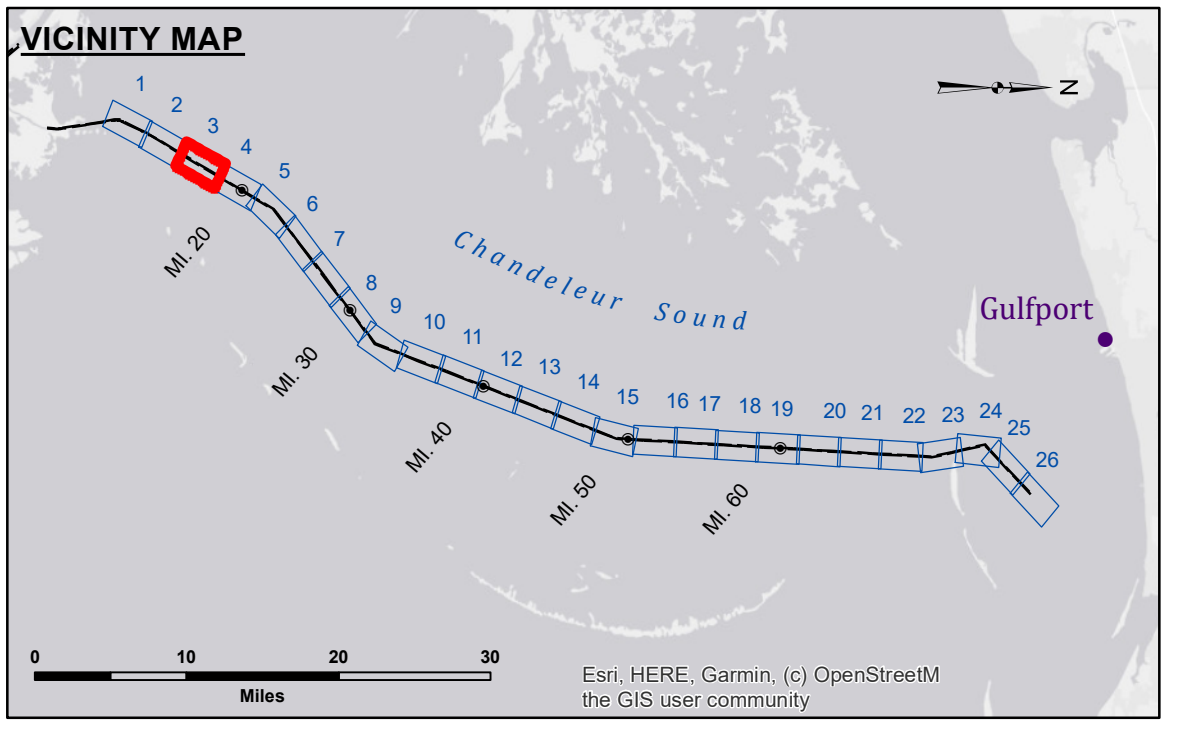 VICINITY MAP
N
1
2
3
4
5
6
7
8
9
10
11
12
13
14
15
16
17
18
19
20
21
22
23
24
25
26
MI. 20
MI. 30
MI. 40
MI. 50
MI. 60
Chandeleur Sound
Gulfport
0 10 20 30
Miles
Esri, HERE, Garmin, (c) OpenStreetM
the GIS user community